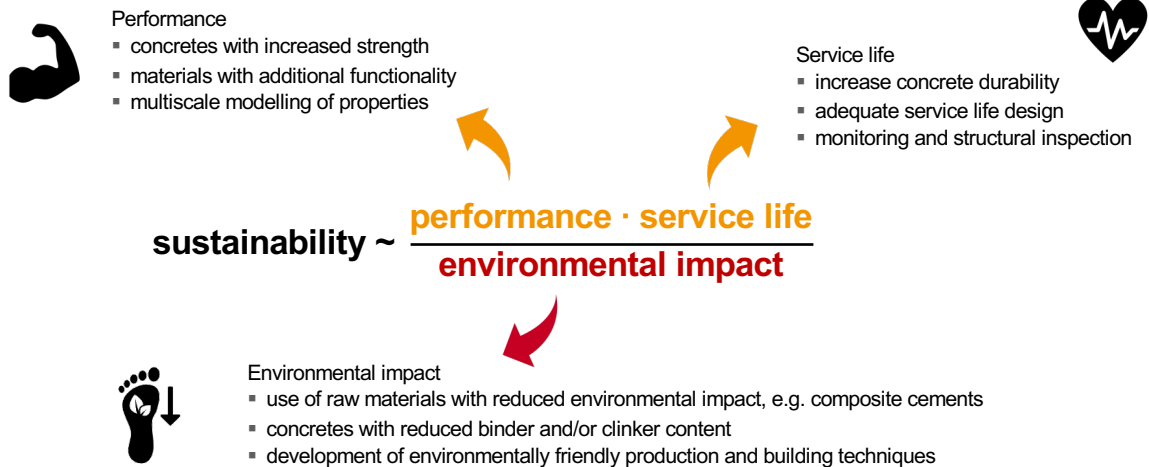 Performance
▪ concretes with increased strength
▪ materials with additional functionality
▪ multiscale modelling of properties
Service life
▪ increase concrete durability
▪ adequate service life design
▪ monitoring and structural inspection
performance · service life
sustainability ~
environmental impact
Environmental impact
▪ use of raw materials with reduced environmental impact, e.g. composite cements
▪ concretes with reduced binder and/or clinker content
▪ development of environmentally friendly production and building techniques